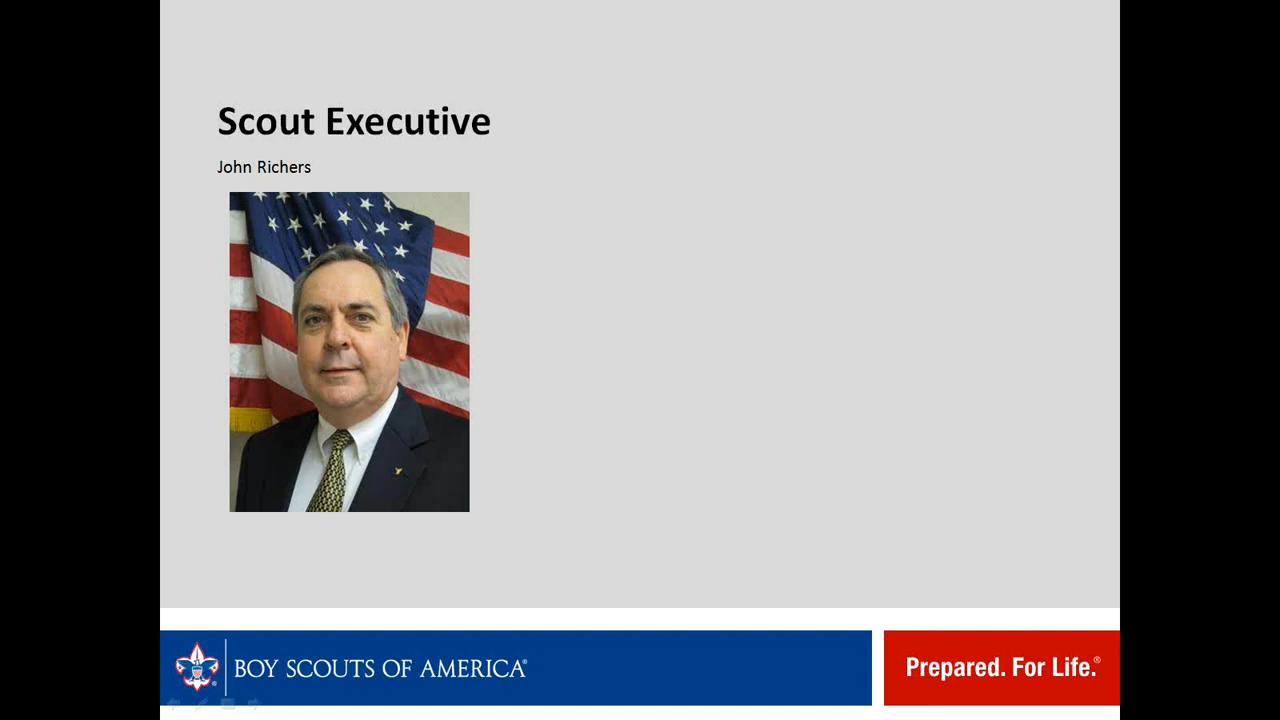 Scout Executive
John Richers
BOY SCOUTS OF AMERICA®
Prepared. For Life.®